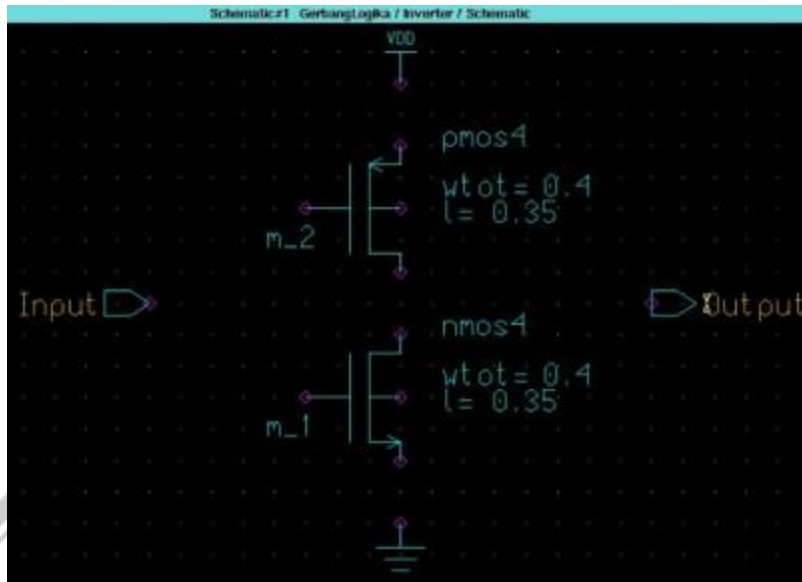 Schematic#1 GerbangLogika / Inverter / Schematic
VDD
pmos4
wtot= 0.4
l= 0.35
m_2
Input
Output
nmos4
wtot= 0.4
l= 0.35
m_1